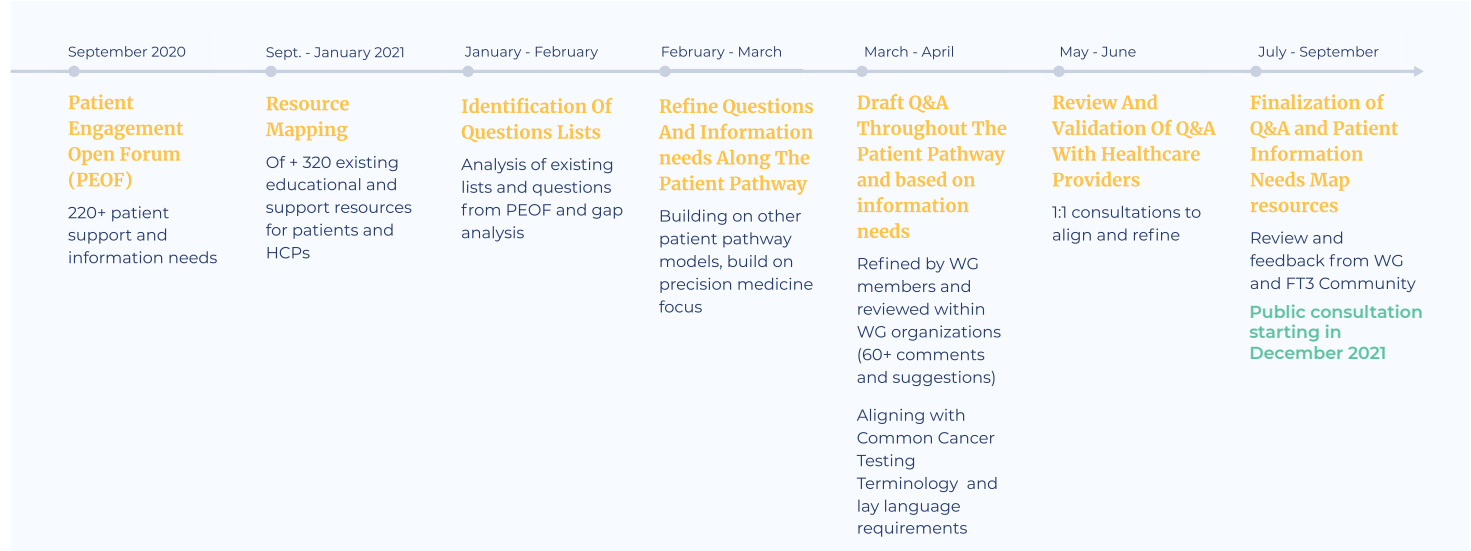 September 2020
Patient
Engagement
Open Forum
(PEOF)
220+ patient
support and
information needs
Sept. - January 2021
Resource
Mapping
Of + 320 existing
educational and
support resources
for patients and
HCPs
January - February
Identification Of
Questions Lists
Analysis of existing
lists and questions
from PEOF and gap
analysis
February - March
Refine Questions
And Information
needs Along The
Patient Pathway
Building on other
patient pathway
models, build on
precision medicine
focus
March - April
Draft Q&A
Throughout The
Patient Pathway
and based on
information
needs
Refined by WG
members and
reviewed within
WG organizations
(60+ comments
and suggestions)
Aligning with
Common Cancer
Testing
Terminology and
lay language
requirements
May - June
Review And
Validation Of Q&A
With Healthcare
Providers
1:1 consultations to
align and refine
July - September
Finalization of
Q&A and Patient
Information
Needs Map
resources
Review and
feedback from WG
and FT3 Community
Public consultation
starting in
December 2021